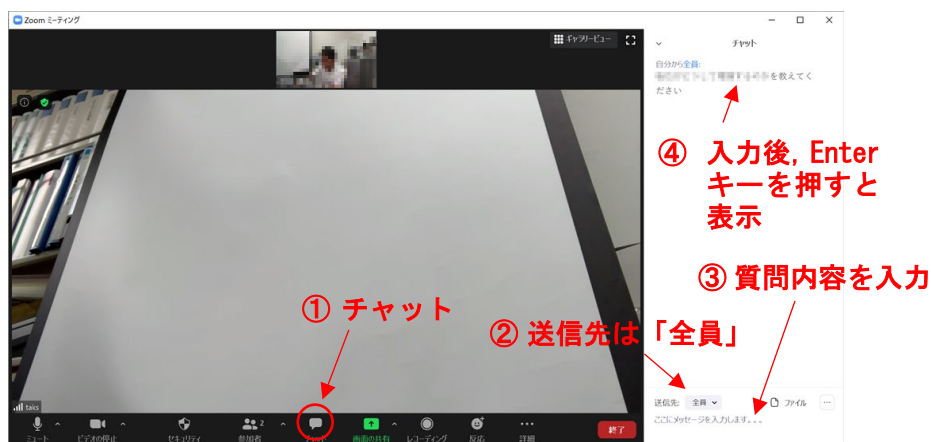 Zoom ミーティング
ギャラリービュー
チャット
自分から全員:
を教えてく
ださい
④ 入力後, Enter
キーを押すと
表示
③ 質問内容を入力
① チャット
② 送信先は「全員」
taks
送信先: 全員
ファイル
ここにメッセージを入力します。。。
2
ミュート
ビデオの停止
セキュリティ
参加者
チャット
画面の共有
レコーディング
反応
詳細
終了